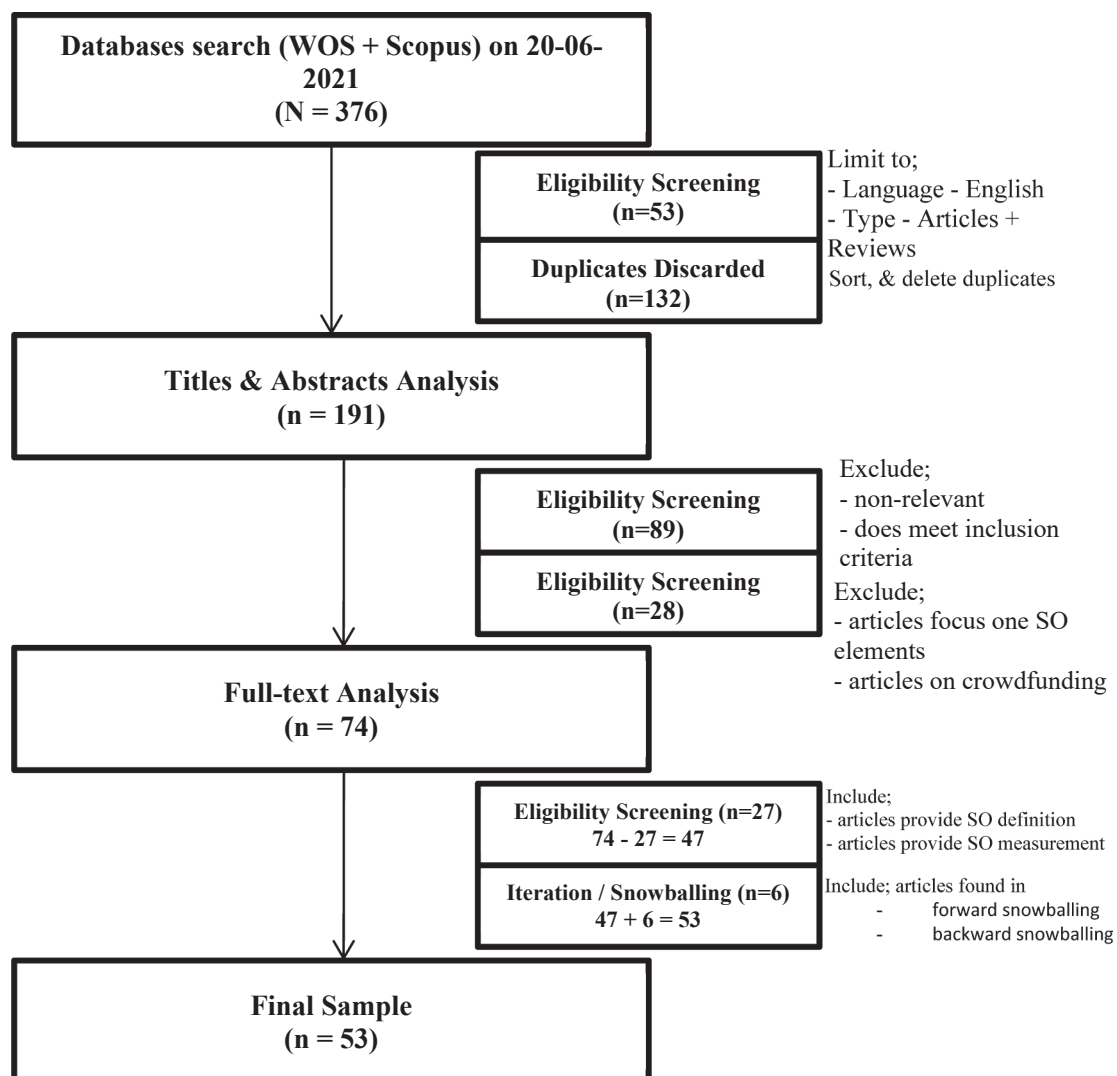 Databases search (WOS + Scopus) on 20-06-
2021
(N = 376)
Eligibility Screening
(n=53)
Duplicates Discarded
(n=132)
Limit to;
- Language - English
- Type - Articles +
Reviews
Sort, & delete duplicates
Titles & Abstracts Analysis
(n = 191)
Eligibility Screening
(n=89)
Eligibility Screening
(n=28)
Exclude;
- non-relevant
- does meet inclusion
criteria
Exclude;
- articles focus one SO
elements
- articles on crowdfunding
Full-text Analysis
(n = 74)
Eligibility Screening (n=27)
74 - 27 = 47
Iteration / Snowballing (n=6)
47 + 6 = 53
Include;
- articles provide SO definition
- articles provide SO measurement
Include; articles found in
- forward snowballing
- backward snowballing
Final Sample
(n = 53)